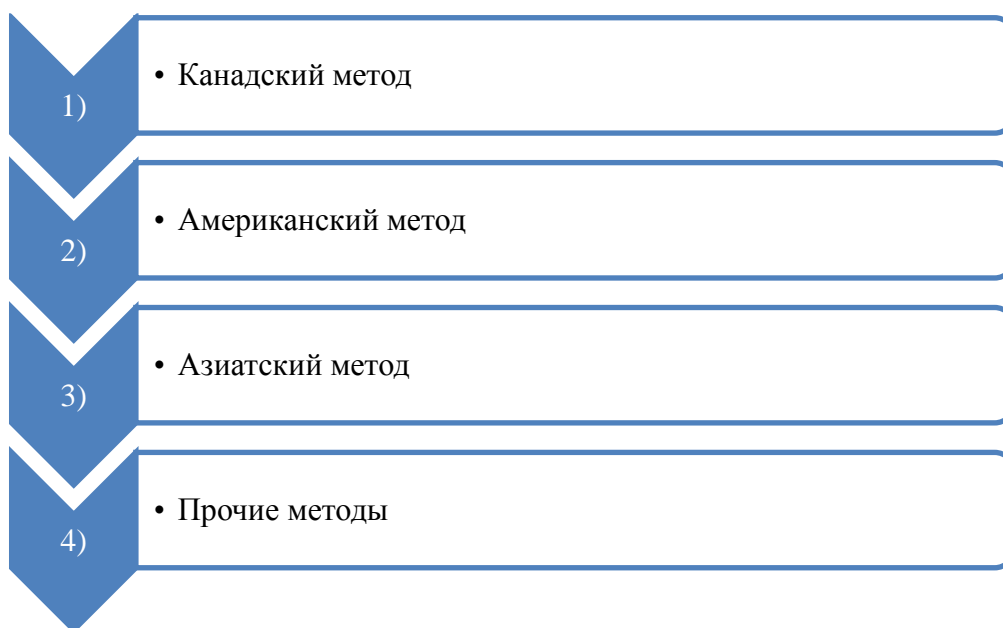 1)
• Канадский метод
2)
• Американский метод
3)
• Азиатский метод
4)
• Прочие методы